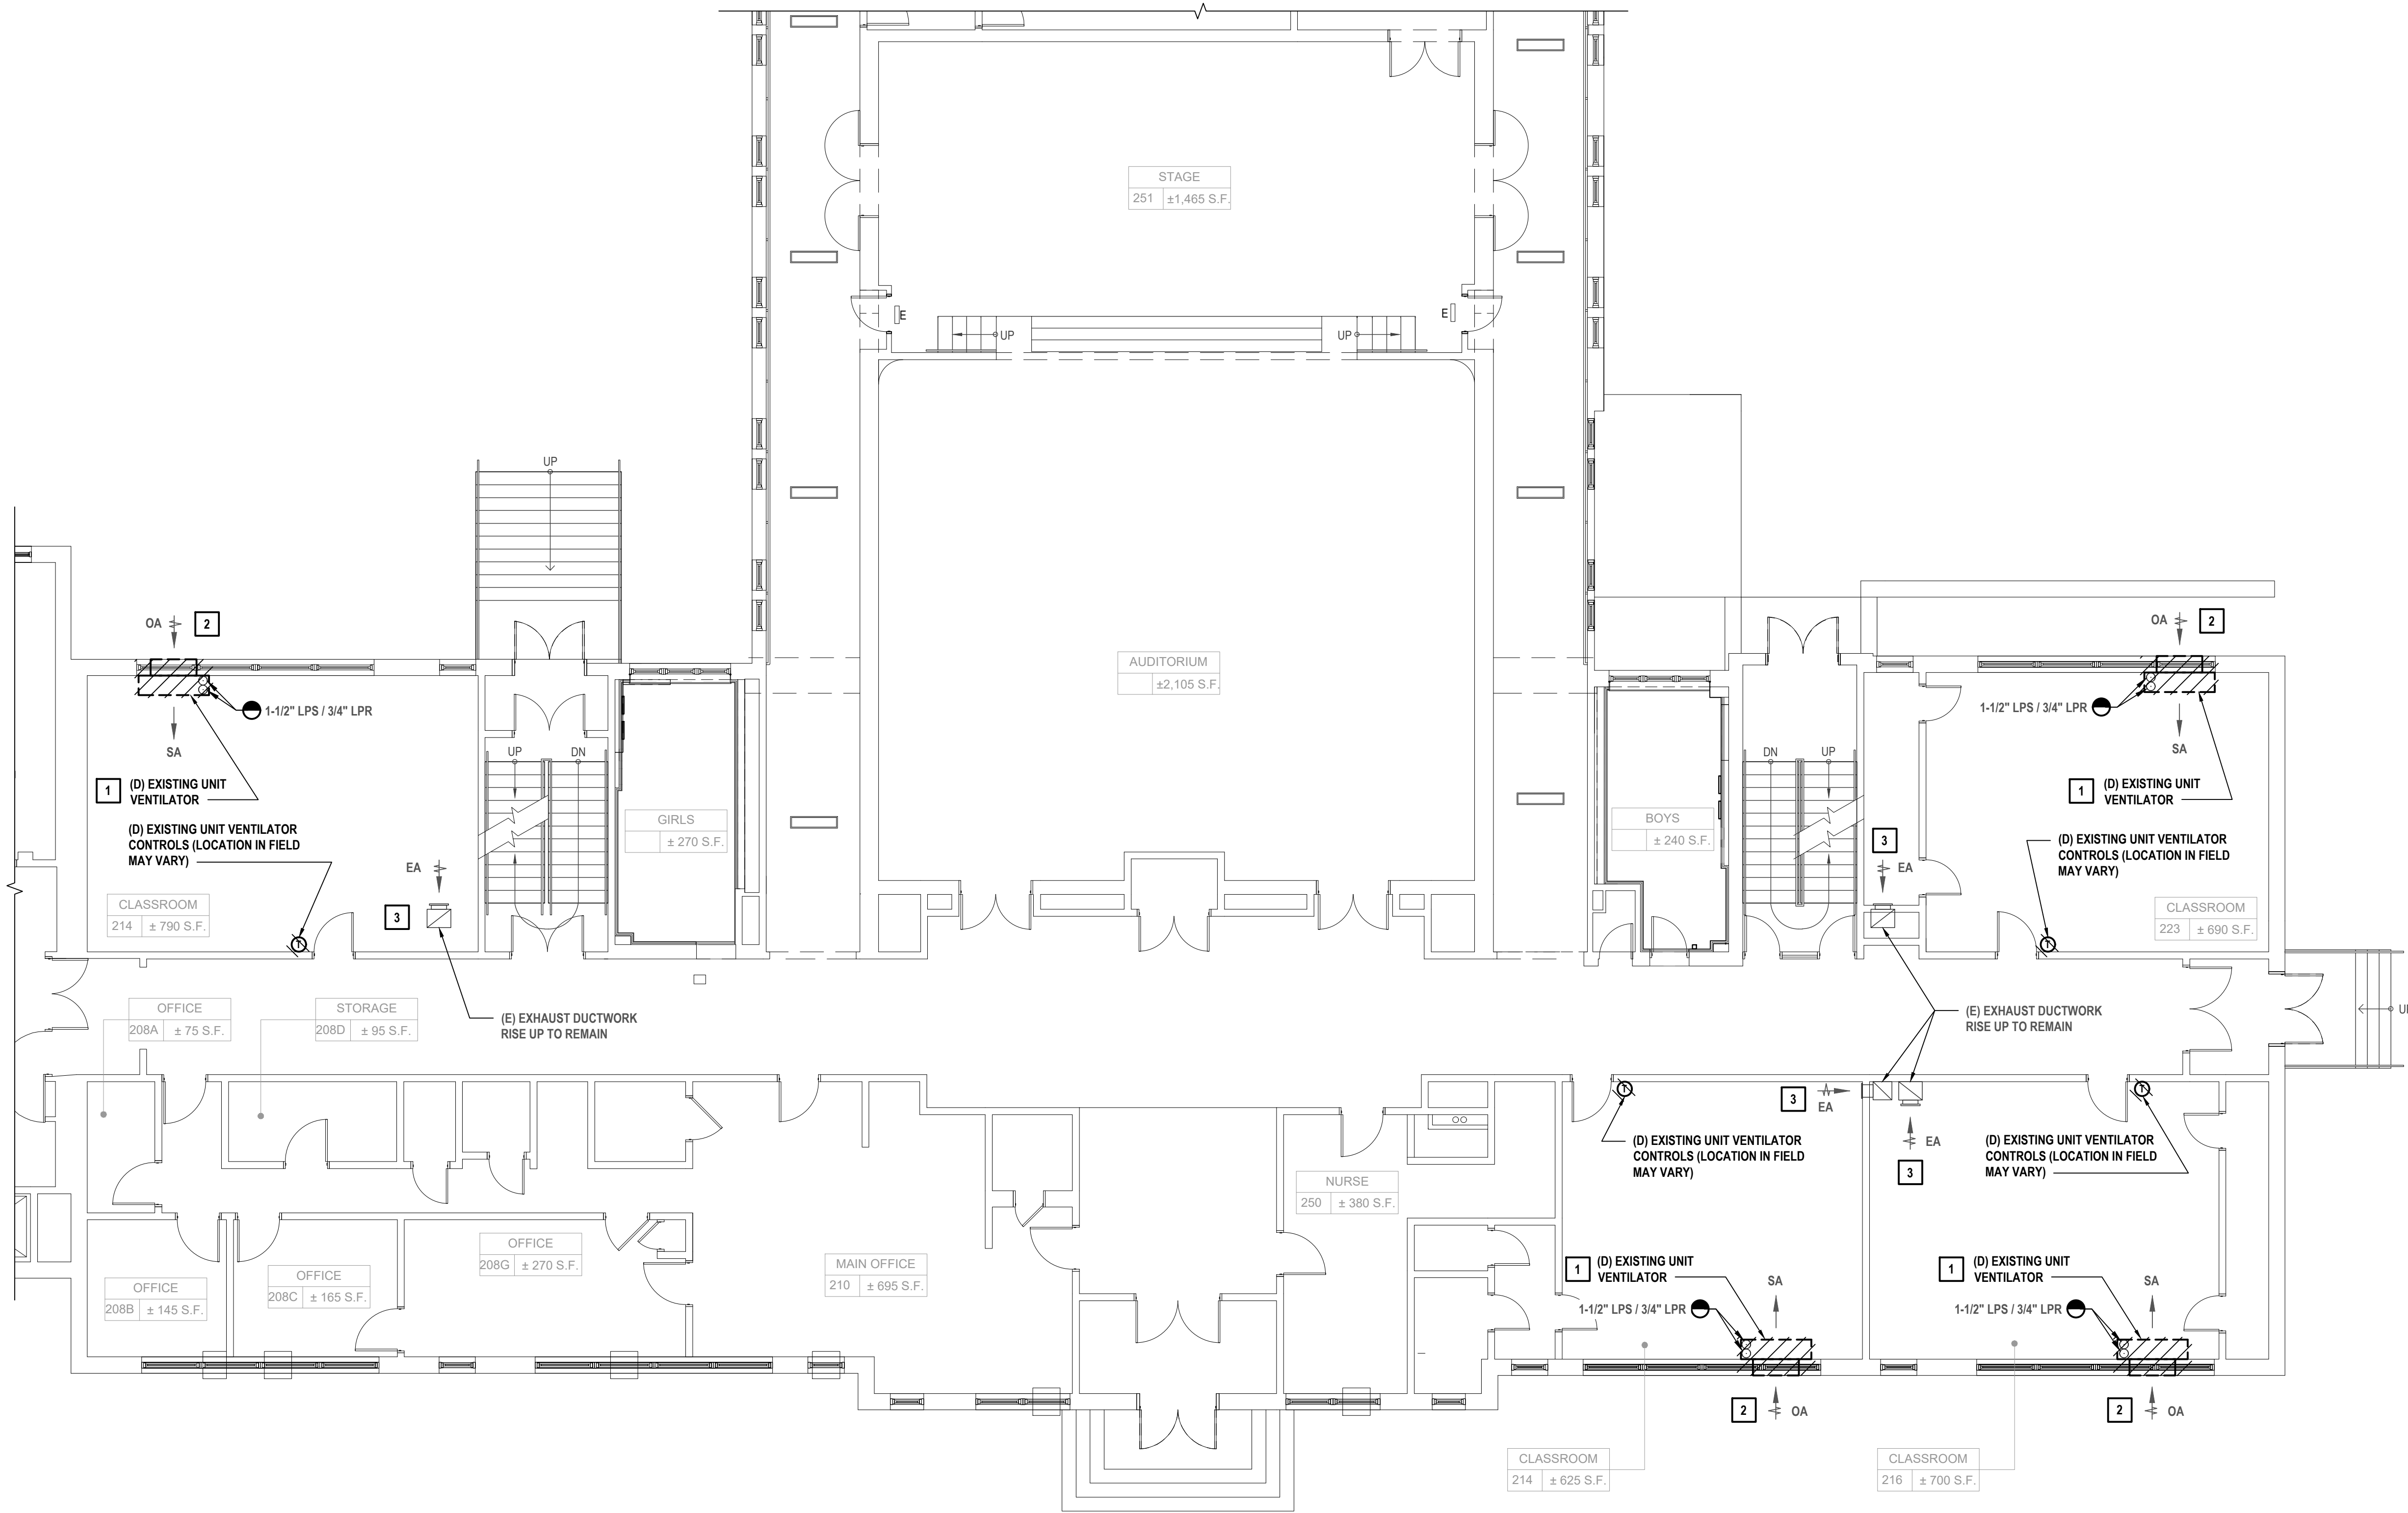 STAGE
251 ±1,465 S.F.
E
UP
UP
E
UP
OA
2
OA
2
AUDITORIUM
±2,105 S.F.
1-1/2" LPS / 3/4" LPR
1-1/2" LPS / 3/4" LPR
SA
SA
UP
DN
DN
UP
1
(D) EXISTING UNIT
VENTILATOR
1
(D) EXISTING UNIT
VENTILATOR
(D) EXISTING UNIT VENTILATOR
CONTROLS (LOCATION IN FIELD
MAY VARY)
GIRLS
± 270 S.F.
BOYS
± 240 S.F.
3
EA
(D) EXISTING UNIT VENTILATOR
CONTROLS (LOCATION IN FIELD
MAY VARY)
EA
3
CLASSROOM
214 ± 790 S.F.
CLASSROOM
223 ± 690 S.F.
T
T
OFFICE
208A ± 75 S.F.
STORAGE
208D ± 95 S.F.
(E) EXHAUST DUCTWORK
RISE UP TO REMAIN
(E) EXHAUST DUCTWORK
RISE UP TO REMAIN
T
3
EA
T
EA
3
(D) EXISTING UNIT VENTILATOR
CONTROLS (LOCATION IN FIELD
MAY VARY)
(D) EXISTING UNIT VENTILATOR
CONTROLS (LOCATION IN FIELD
MAY VARY)
NURSE
250 ± 380 S.F.
OFFICE
208G ± 270 S.F.
MAIN OFFICE
210 ± 695 S.F.
OFFICE
208B ± 145 S.F.
OFFICE
208C ± 165 S.F.
1
(D) EXISTING UNIT
VENTILATOR
SA
1
(D) EXISTING UNIT
VENTILATOR
SA
1-1/2" LPS / 3/4" LPR
1-1/2" LPS / 3/4" LPR
2
OA
2
OA
CLASSROOM
214 ± 625 S.F.
CLASSROOM
216 ± 700 S.F.